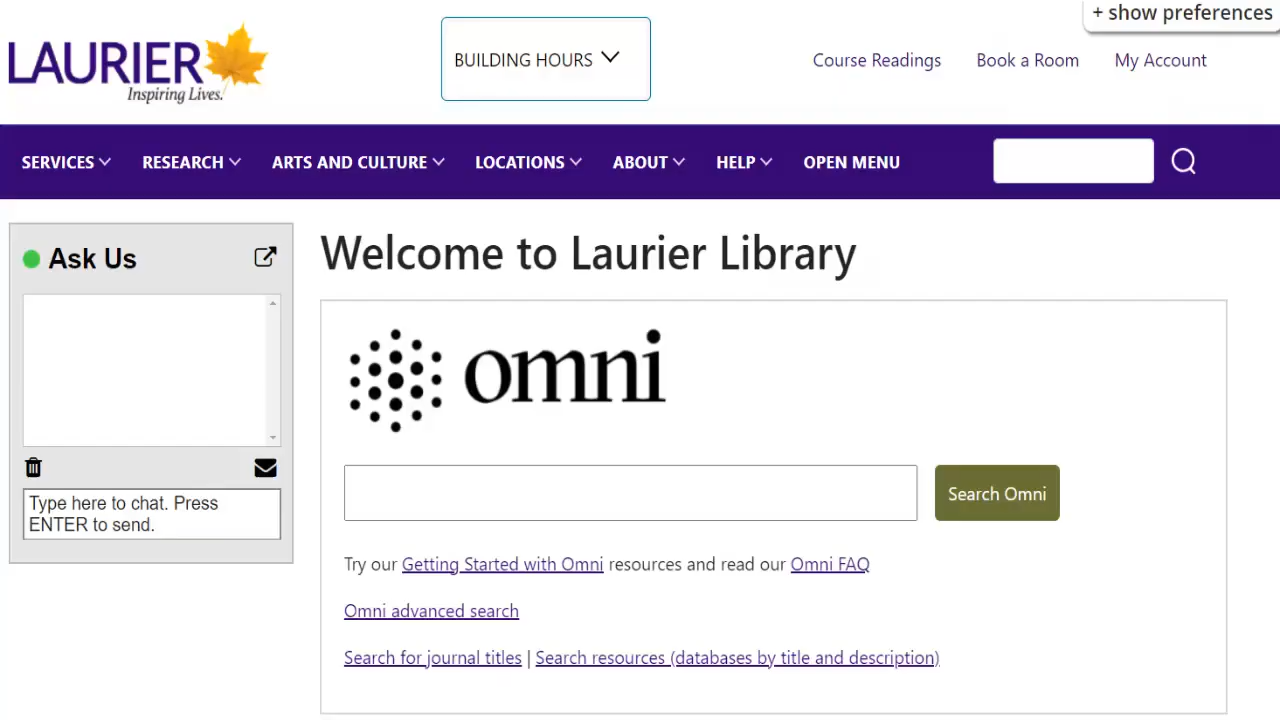 + show preferences
LAURIER
Inspiring Lives.
BUILDING HOURS
Course Readings
Book a Room
My Account
SERVICES
RESEARCH
ARTS AND CULTURE
LOCATIONS
ABOUT
HELP
OPEN MENU
Ask Us
Type here to chat. Press
ENTER to send.
Welcome to Laurier Library
omni
Search Omni
Try our Getting Started with Omni resources and read our Omni FAQ
Omni advanced search
Search for journal titles | Search resources (databases by title and description)